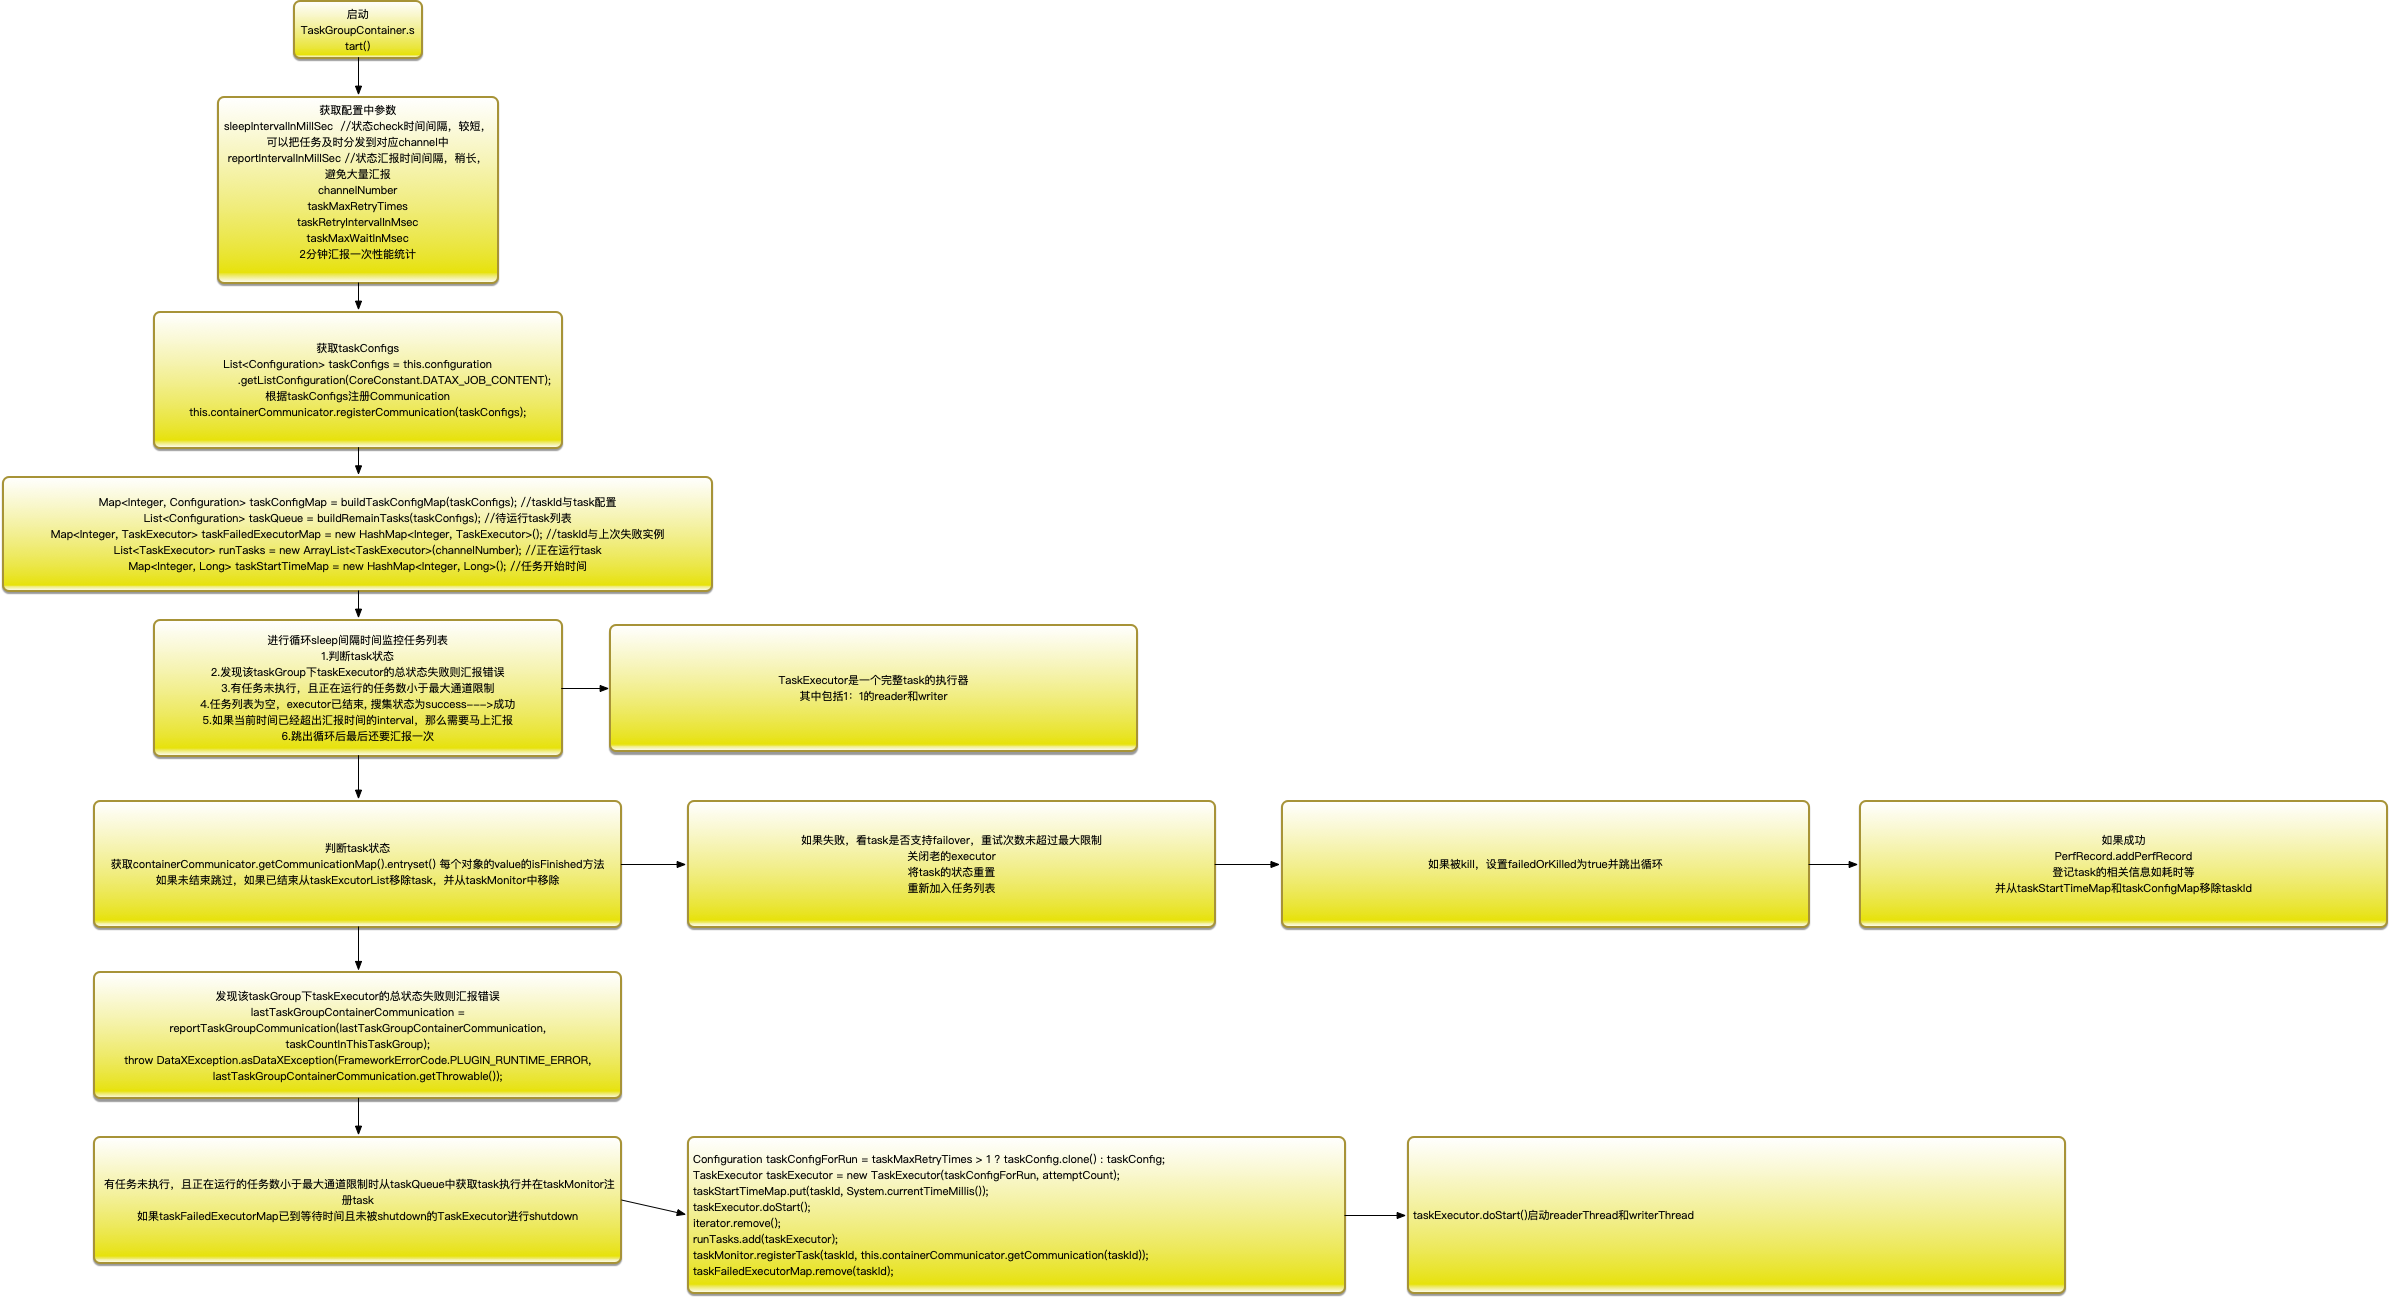 启动
TaskGroupContainer.s
tart()
获取配置中参数
sleepIntervalInMillSec  //状态check时间间隔，较短，
可以把任务及时分发到对应channel中
reportIntervalInMillSec //状态汇报时间间隔，稍长，
避免大量汇报
channelNumber
taskMaxRetryTimes
taskRetryIntervalInMsec
taskMaxWaitInMsec
2分钟汇报一次性能统计
获取taskConfigs
List<Configuration> taskConfigs = this.configuration
.getListConfiguration(CoreConstant.DATAX_JOB_CONTENT);
根据taskConfigs注册Communication
this.containerCommunicator.registerCommunication(taskConfigs);
Map<Integer, Configuration> taskConfigMap = buildTaskConfigMap(taskConfigs); //taskId与task配置
List<Configuration> taskQueue = buildRemainTasks(taskConfigs); //待运行task列表
Map<Integer, TaskExecutor> taskFailedExecutorMap = new HashMap<Integer, TaskExecutor>(); //taskId与上次失败实例
List<TaskExecutor> runTasks = new ArrayList<TaskExecutor>(channelNumber); //正在运行task
Map<Integer, Long> taskStartTimeMap = new HashMap<Integer, Long>(); //任务开始时间
进行循环sleep间隔时间监控任务列表
1.判断task状态
2.发现该taskGroup下taskExecutor的总状态失败则汇报错误
3.有任务未执行，且正在运行的任务数小于最大通道限制
4.任务列表为空，executor已结束, 搜集状态为success--->成功
5.如果当前时间已经超出汇报时间的interval，那么需要马上汇报
6.跳出循环后最后还要汇报一次
TaskExecutor是一个完整task的执行器
其中包括1：1的reader和writer
判断task状态
获取containerCommunicator.getCommunicationMap().entryset() 每个对象的value的isFinished方法
如果未结束跳过，如果已结束从taskExcutorList移除task，并从taskMonitor中移除
如果失败，看task是否支持failover，重试次数未超过最大限制
关闭老的executor
将task的状态重置
重新加入任务列表
如果被kill，设置failedOrKilled为true并跳出循环
如果成功
PerfRecord.addPerfRecord
登记task的相关信息如耗时等
并从taskStartTimeMap和taskConfigMap移除taskId
发现该taskGroup下taskExecutor的总状态失败则汇报错误
lastTaskGroupContainerCommunication =
reportTaskGroupCommunication(lastTaskGroupContainerCommunication,
taskCountInThisTaskGroup);
throw DataXException.asDataXException(FrameworkErrorCode.PLUGIN_RUNTIME_ERROR,
lastTaskGroupContainerCommunication.getThrowable());
有任务未执行，且正在运行的任务数小于最大通道限制时从taskQueue中获取task执行并在taskMonitor注
册task
如果taskFailedExecutorMap已到等待时间且未被shutdown的TaskExecutor进行shutdown
Configuration taskConfigForRun = taskMaxRetryTimes > 1 ? taskConfig.clone() : taskConfig;
TaskExecutor taskExecutor = new TaskExecutor(taskConfigForRun, attemptCount);
taskStartTimeMap.put(taskId, System.currentTimeMillis());
taskExecutor.doStart();
iterator.remove();
runTasks.add(taskExecutor);
taskMonitor.registerTask(taskId, this.containerCommunicator.getCommunication(taskId));
taskFailedExecutorMap.remove(taskId);
taskExecutor.doStart()启动readerThread和writerThread